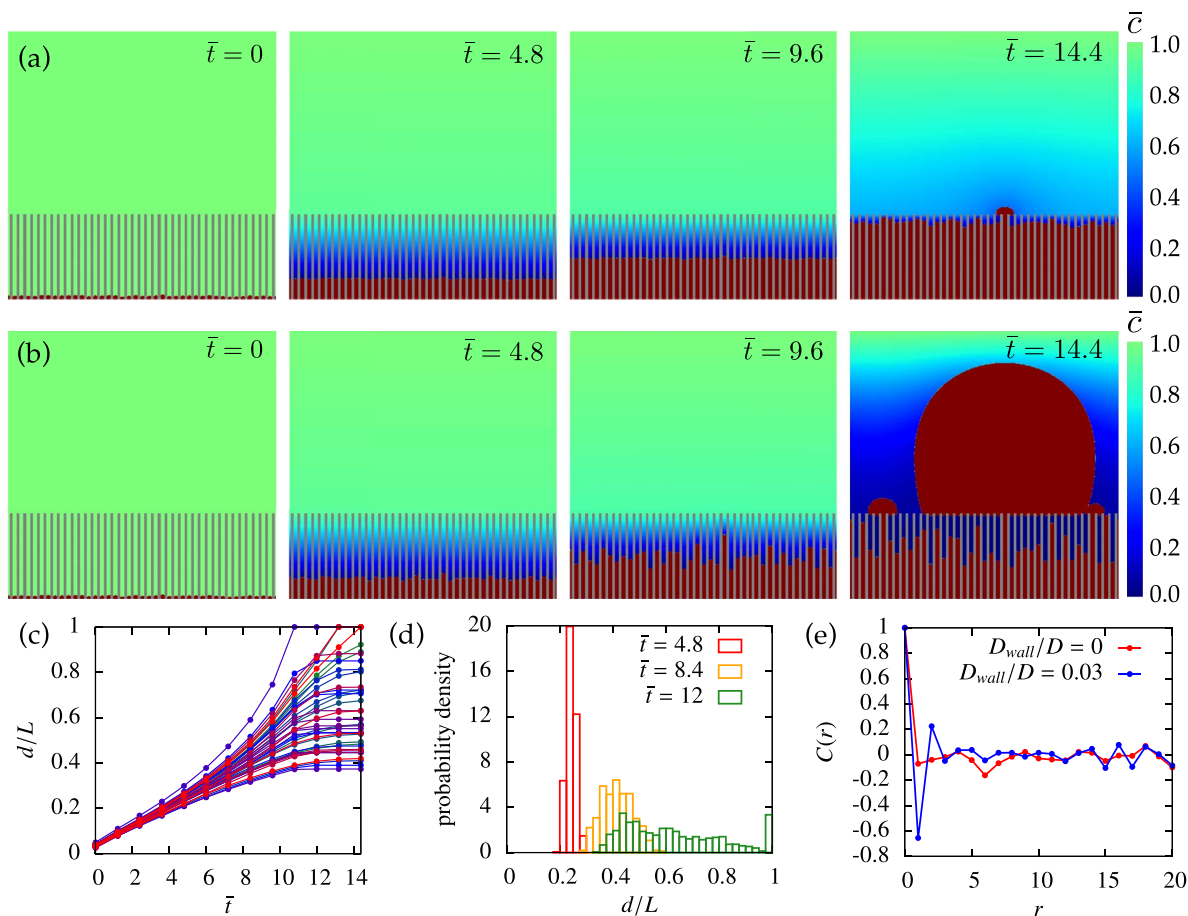 (a)
t̄ = 0
t̄ = 4.8
t̄ = 9.6
t̄ = 14.4
c̄
1.0
0.8
0.6
0.4
0.2
0.0
(b)
t̄ = 0
t̄ = 4.8
t̄ = 9.6
t̄ = 14.4
c̄
1.0
0.8
0.6
0.4
0.2
0.0
(c)
1
0.8
0.6
0.4
0.2
0
d/L
0 2 4 6 8 10 12 14
t̄
(d)
20
16
12
8
4
0
probability density
t̄ = 4.8
t̄ = 8.4
t̄ = 12
0 0.2 0.4 0.6 0.8 1
d/L
(e)
1
0.8
0.6
0.4
0.2
0
-0.2
-0.4
-0.6
-0.8
C(r)
D_wall/D = 0
D_wall/D = 0.03
0 5 10 15 20
r